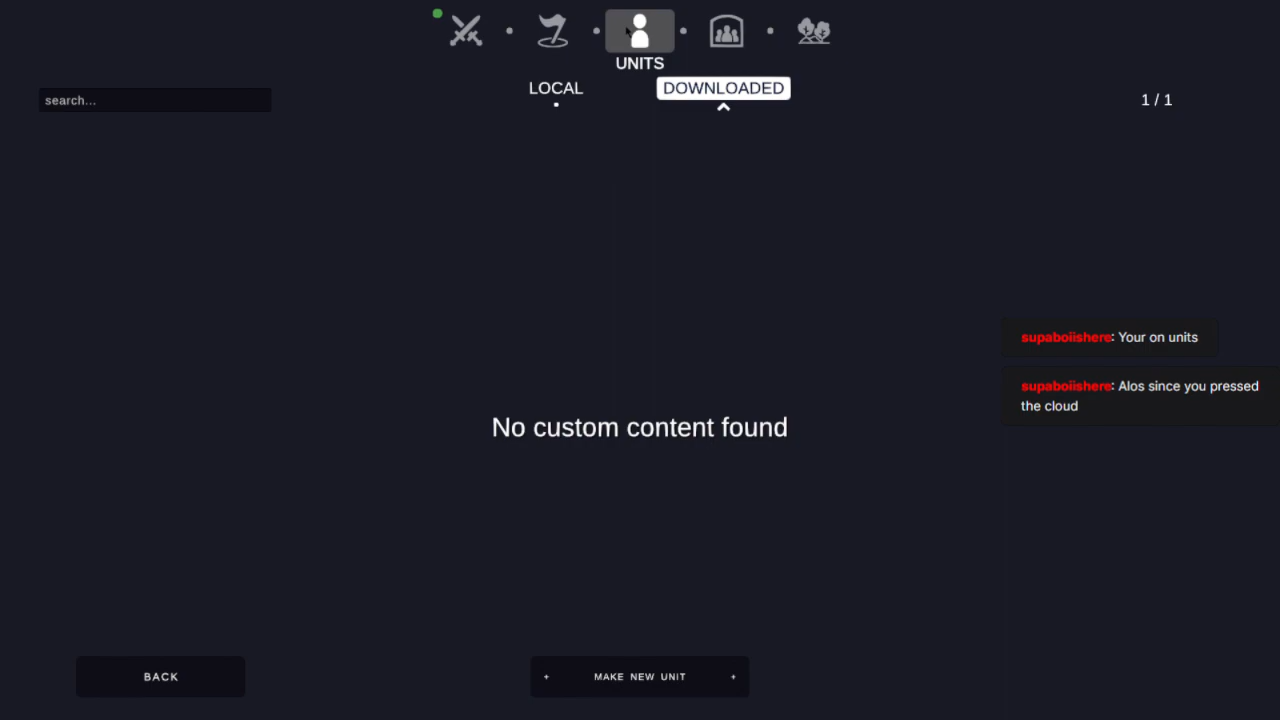 UNITS
LOCAL
DOWNLOADED
search...
1 / 1
supaboiishere: Your on units
supaboiishere: Alos since you pressed
the cloud
No custom content found
BACK
+ MAKE NEW UNIT +